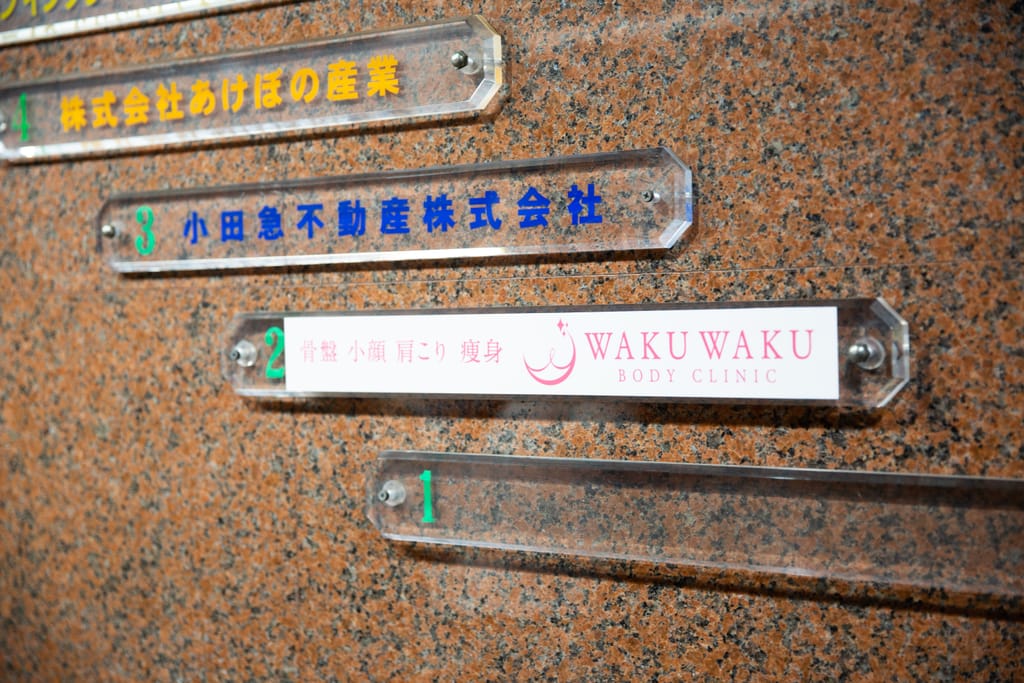 4 株式会社あけぼの産業
3 小田急不動産株式会社
2 骨盤 小顔 肩こり 痩身 WAKU WAKU
BODY CLINIC
1